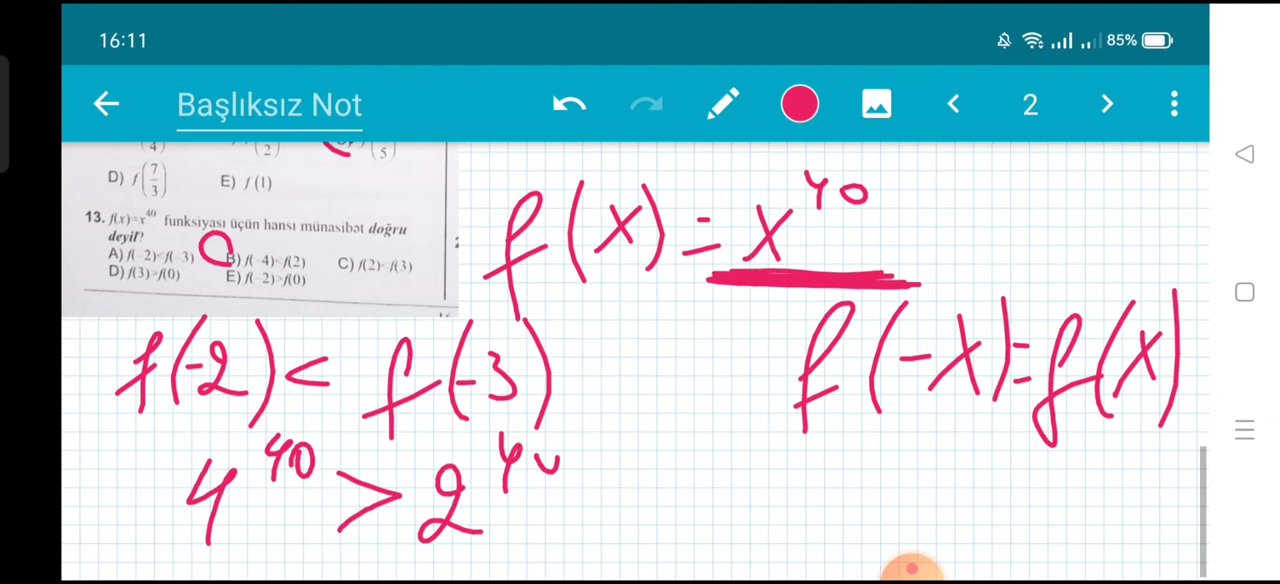 16:11 85%
Başlıksız Not 2
D) f(7/3) E) f(1)
13. f(x)=x⁴⁰ funksiyası üçün hansı münasibət doğru
deyil?
A) f(-2)<f(-3) B) f(-4)<f(2) C) f(2)<f(3)
D) f(3)>f(0) E) f(-2)>f(0)
f(x)=x⁴⁰
f(-2)<f(-3) f(-x)=f(x)
4⁴⁰>2⁴⁰